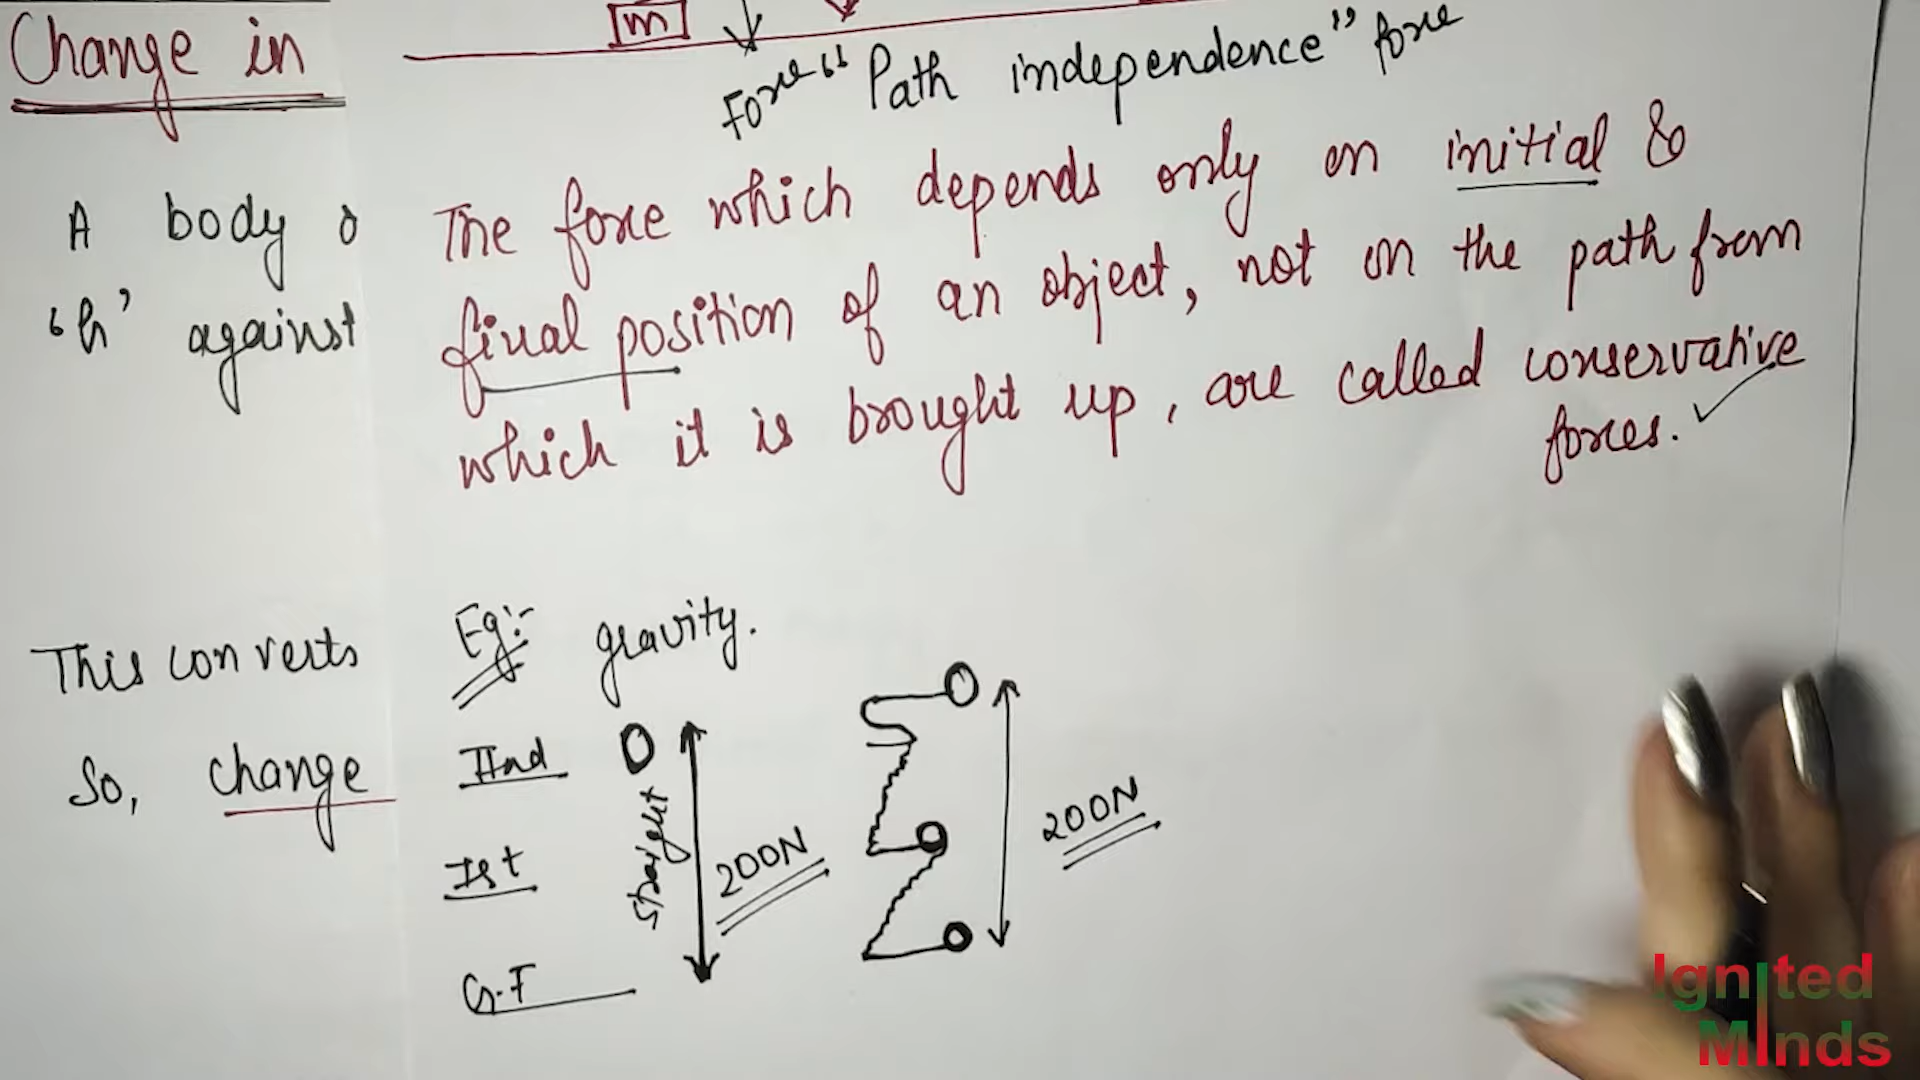 Change in
m
Force "Path independence" force
The force which depends only on initial &
final position of an object, not on the path from
which it is brought up, are called conservative
forces.
A body o
'h' against
Eg:- gravity.
This converts
So, change
IInd
Ist
G.F
straight
200N
200N
Ignited
Minds